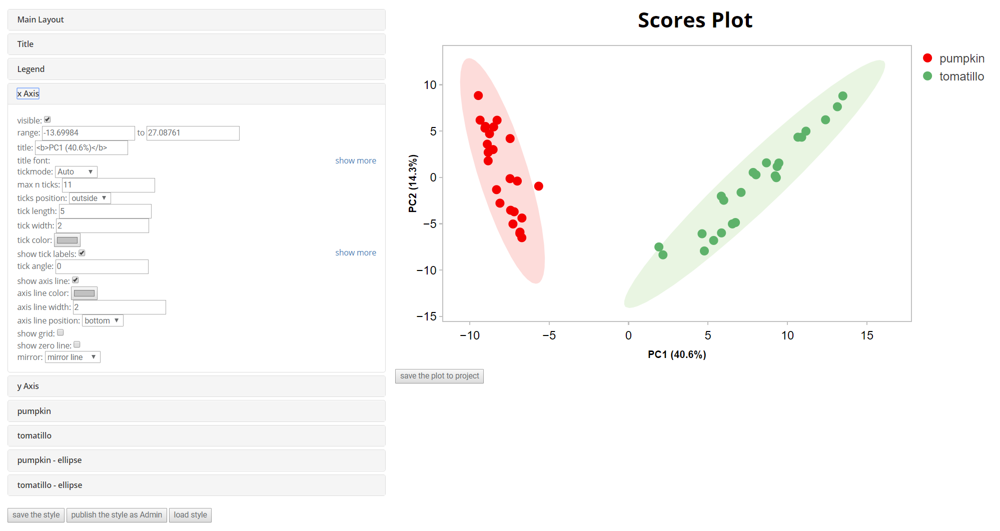 Main Layout
Title
Legend
x Axis
visible:
range: -13.69984 to 27.08761
title: <b>PC1 (40.6%)</b>
title font: show more
tickmode: Auto
max n ticks: 11
ticks position: outside
tick length: 5
tick width: 2
tick color:
show tick labels: show more
tick angle: 0
show axis line:
axis line color:
axis line width: 2
axis line position: bottom
show grid:
show zero line:
mirror: mirror line
y Axis
pumpkin
tomatillo
pumpkin - ellipse
tomatillo - ellipse
save the style publish the style as Admin load style
Scores Plot
pumpkin
tomatillo
10
5
0
−5
−10
−15
PC2 (14.3%)
−10 −5 0 5 10 15
PC1 (40.6%)
save the plot to project